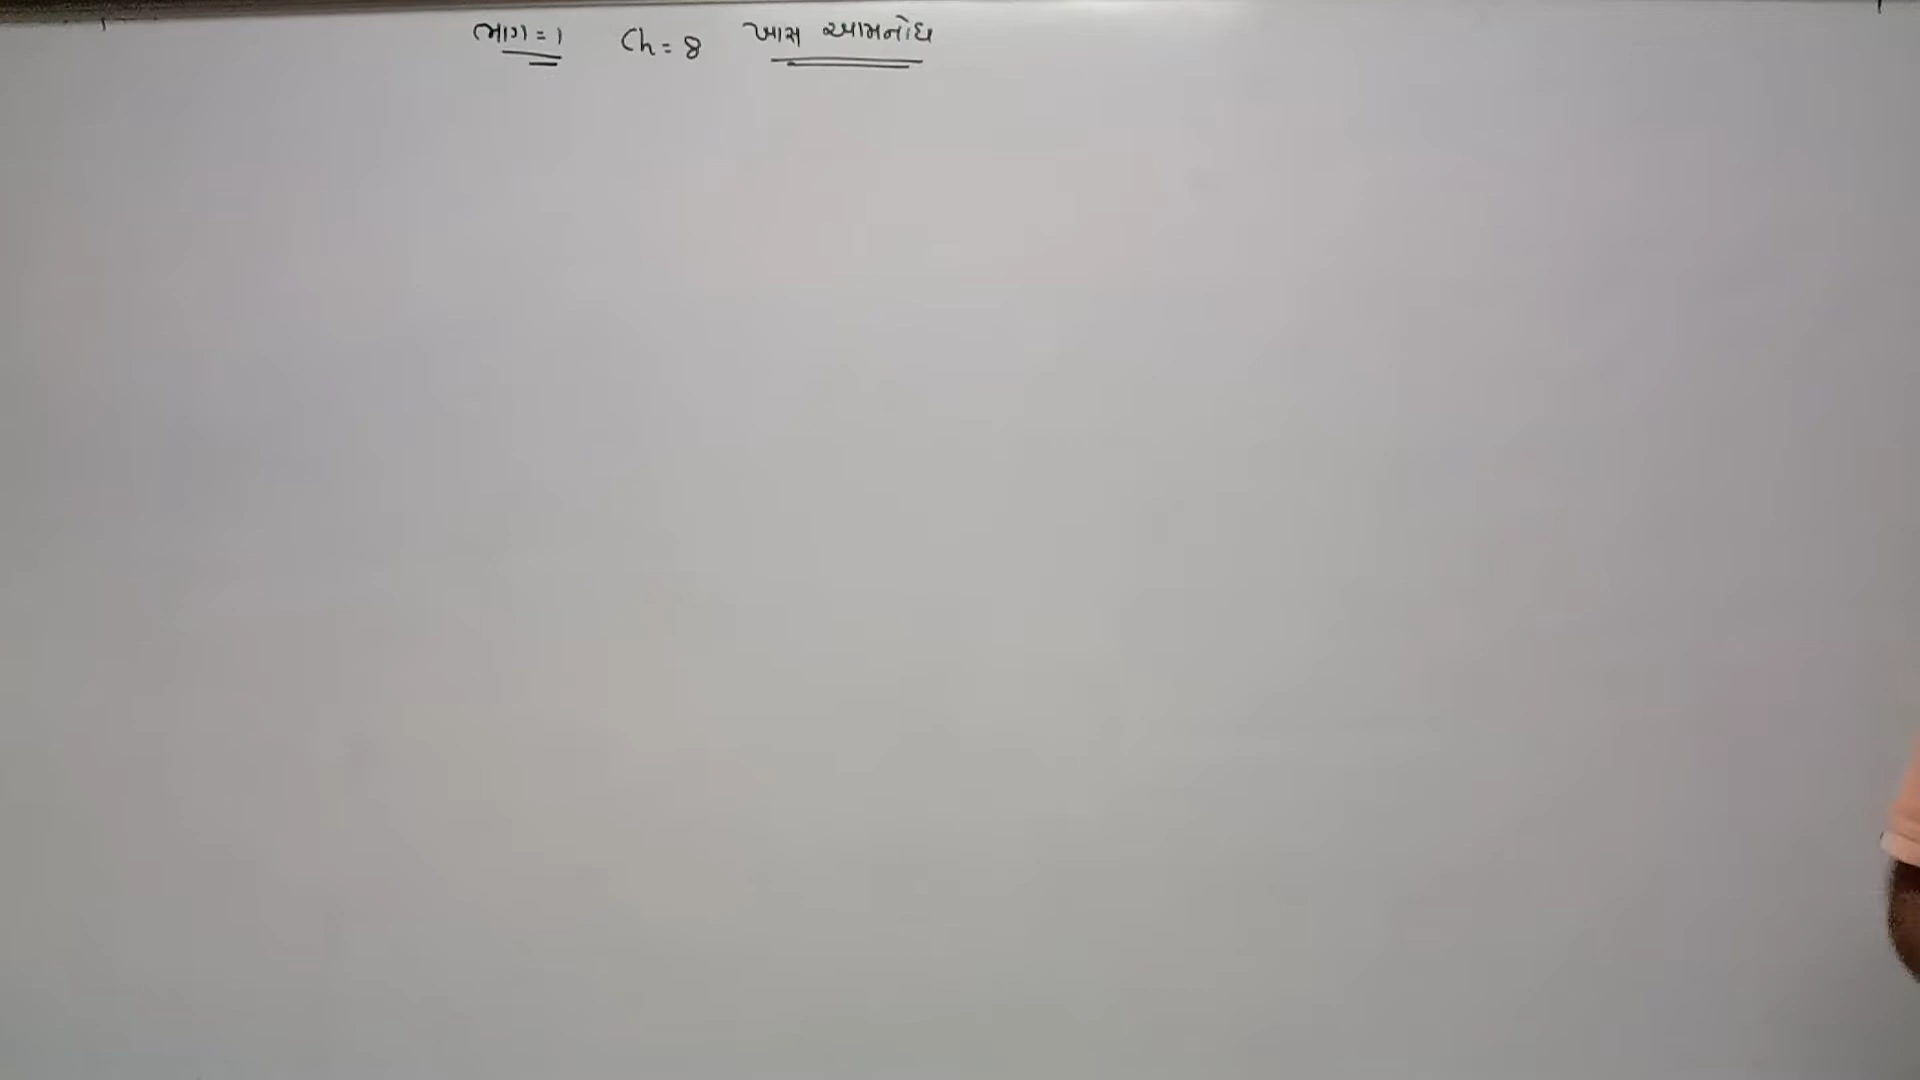 ભાગ = 1 Ch = 8 ખાસ આમનોંધ